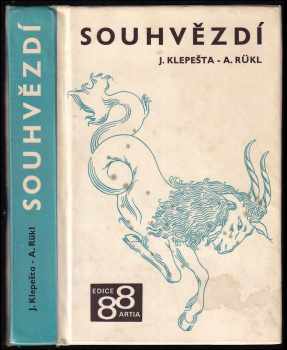 J. Klepešta - A. Rükl
SOUHVĚZDÍ
SOUHVĚZDÍ
J. KLEPEŠTA - A. RÜKL
EDICE
88
ARTIA